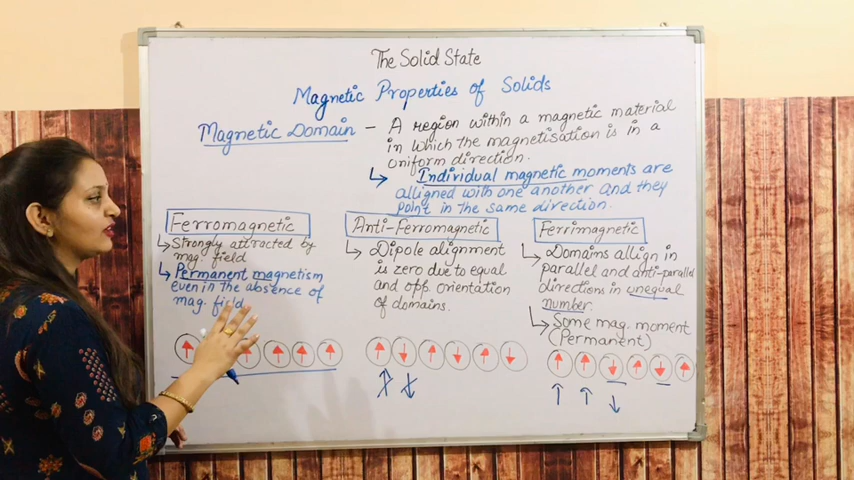 The Solid State
Magnetic Properties of Solids
Magnetic Domain - A region within a magnetic material
in which the magnetisation is in a
uniform direction.
↳ Individual magnetic moments are
alligned with one another and they
point in the same direction.
Ferromagnetic
↳ Strongly attracted by
mag. field
↳ Permanent magnetism
even in the absence of
mag. field
Anti-Ferromagnetic
↳ Dipole alignment
is zero due to equal
and opp. orientation
of domains.
Ferrimagnetic
↳ Domains allign in
parallel and anti-parallel
directions in unequal
number.
↳ Some mag. moment
(Permanent)